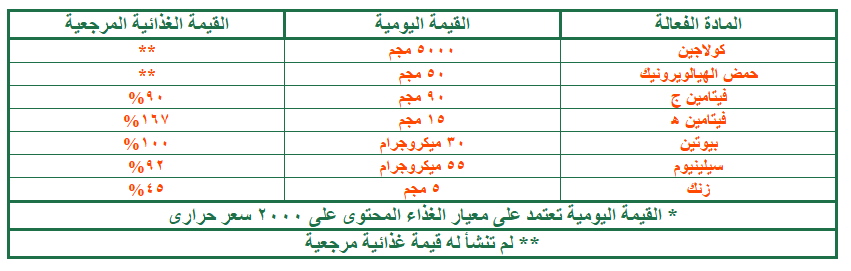 المادة الفعالة القيمة اليومية القيمة الغذائية المرجعية
كولاجين ٥٠٠٠ مجم **
حمض الهيالويرونيك ٥٠ مجم **
فيتامين ج ٩٠ مجم ٩٠%
فيتامين ه ١٥ مجم ١٦٧%
بيوتين ٣٠ ميكروجرام ١٠٠%
سيلينيوم ٥٥ ميكروجرام ٩٢%
زنك ٥ مجم ٤٥%
* القيمة اليومية تعتمد على معيار الغذاء المحتوى على ٢٠٠٠ سعر حرارى
** لم تنشأ له قيمة غذائية مرجعية